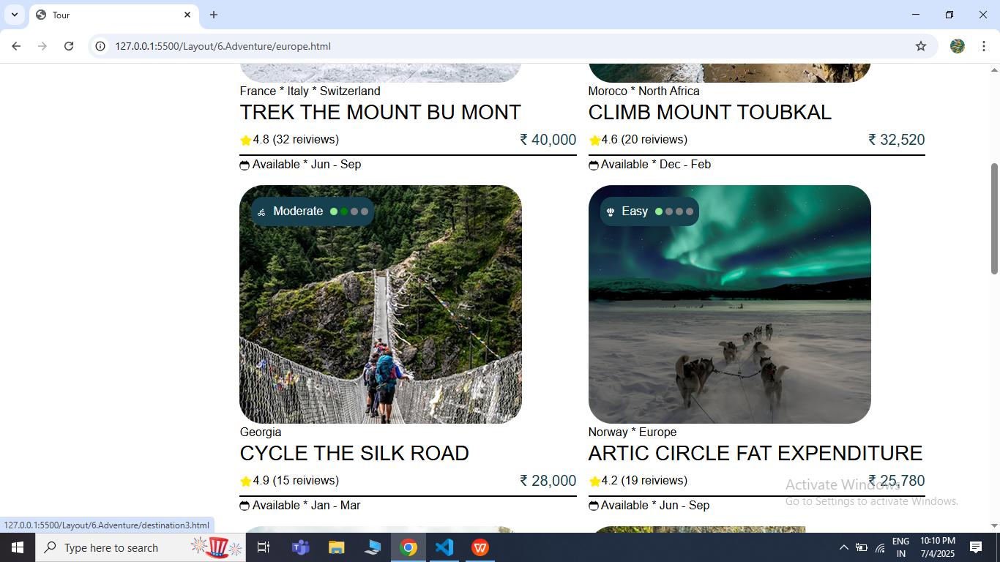 Tour
127.0.0.1:5500/Layout/6.Adventure/europe.html
France * Italy * Switzerland
TREK THE MOUNT BU MONT
4.8 (32 reiviews)
₹ 40,000
Available * Jun - Sep
Moroco * North Africa
CLIMB MOUNT TOUBKAL
4.6 (20 reiviews)
₹ 32,520
Available * Dec - Feb
Moderate
Georgia
CYCLE THE SILK ROAD
4.9 (15 reiviews)
₹ 28,000
Available * Jan - Mar
Easy
Norway * Europe
ARTIC CIRCLE FAT EXPENDITURE
4.2 (19 reiviews)
₹ 25,780
Available * Jun - Sep
Activate Windows
Go to Settings to activate Windows.
127.0.0.1:5500/Layout/6.Adventure/destination3.html
Type here to search
ENG
IN
10:10 PM
7/4/2025